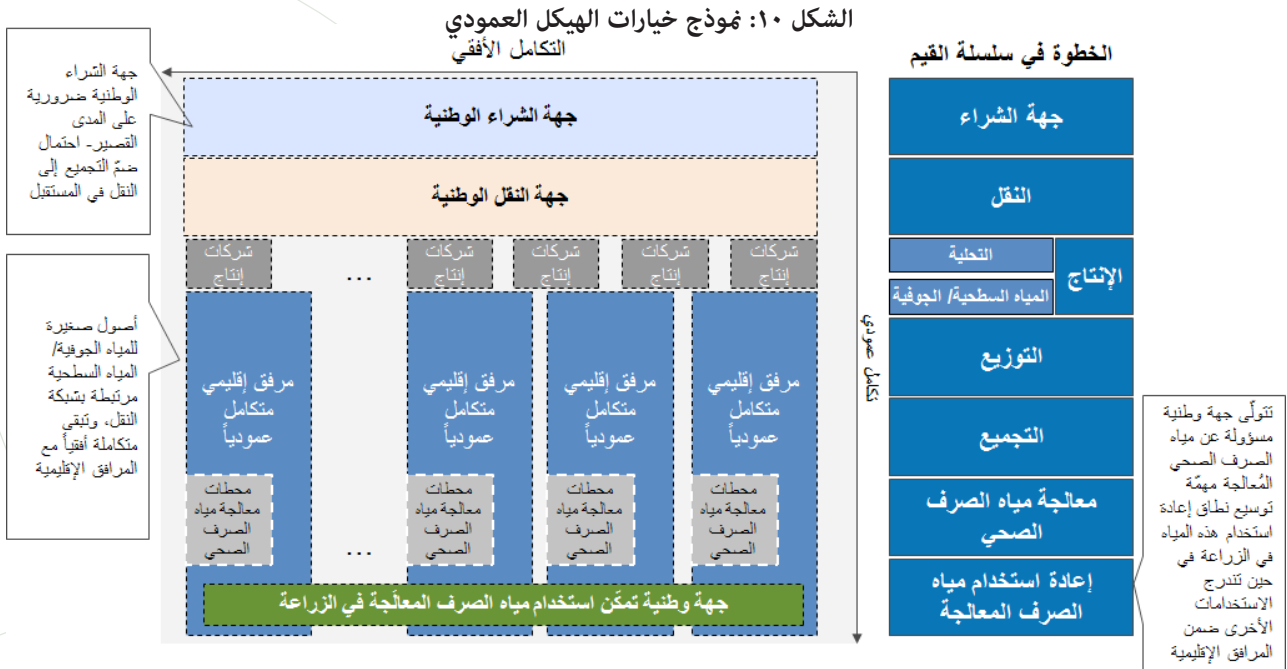 الشكل ١٠: نموذج خيارات الهيكل العمودي
الخطوة في سلسلة القيم
جهة الشراء
النقل
الإنتاج
التحلية
المياه السطحية/ الجوفية
التوزيع
التجميع
معالجة مياه الصرف
الصحي
إعادة استخدام مياه
الصرف المعالجة
تتولّى جهة وطنية
مسؤولة عن مياه
الصرف الصحي
المُعالجة مهمّة
توسيع نطاق إعادة
استخدام هذه المياه
في الزراعة في
حين تندرج
الاستخدامات
الأخرى ضمن
المرافق الإقليمية
التكامل الأفقي
تكامل عمودي
جهة الشراء الوطنية
جهة النقل الوطنية
شركات
إنتاج
شركات
إنتاج
شركات
إنتاج
شركات
إنتاج
...
شركات
إنتاج
مرفق إقليمي
متكامل
عمودياً
مرفق إقليمي
متكامل
عمودياً
مرفق إقليمي
متكامل
عمودياً
مرفق إقليمي
متكامل
عمودياً
محطات
معالجة مياه
الصرف
الصحي
محطات
معالجة مياه
الصرف
الصحي
محطات
معالجة مياه
الصرف
الصحي
...
محطات
معالجة مياه
الصرف
الصحي
جهة وطنية تمكّن استخدام مياه الصرف المعالَجة في الزراعة
جهة الشراء
الوطنية ضرورية
على المدى
القصير- احتمال
ضمّ التجميع إلى
النقل في المستقبل
أصول صغيرة
للمياه الجوفية/
المياه السطحية
مرتبطة بشبكة
النقل، وتبقى
متكاملة أفقياً مع
المرافق الإقليمية